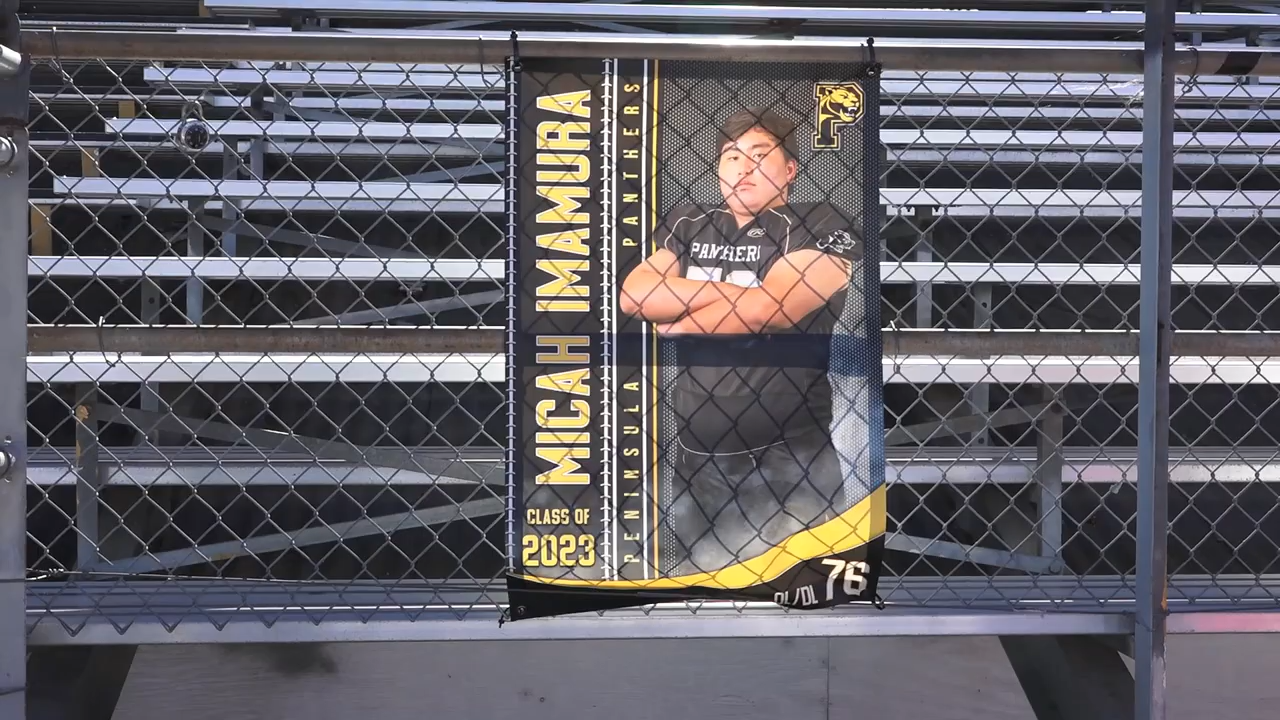 MICAH IMAMURA
PENINSULA PANTHERS
CLASS OF
2023
P
PANTHERS
OL/DL 76